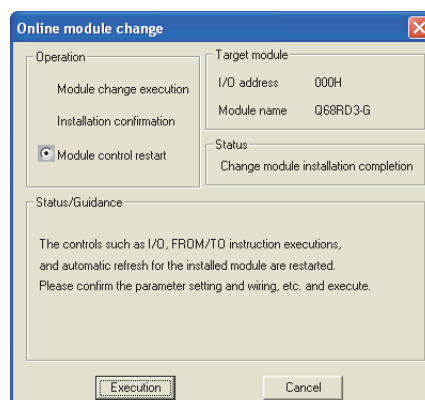 Online module change
Operation
Module change execution
Installation confirmation
Module control restart
Target module
I/O address 000H
Module name Q68RD3-G
Status
Change module installation completion
Status/Guidance
The controls such as I/O, FROM/TO instruction executions,
and automatic refresh for the installed module are restarted.
Please confirm the parameter setting and wiring, etc. and execute.
Execution
Cancel